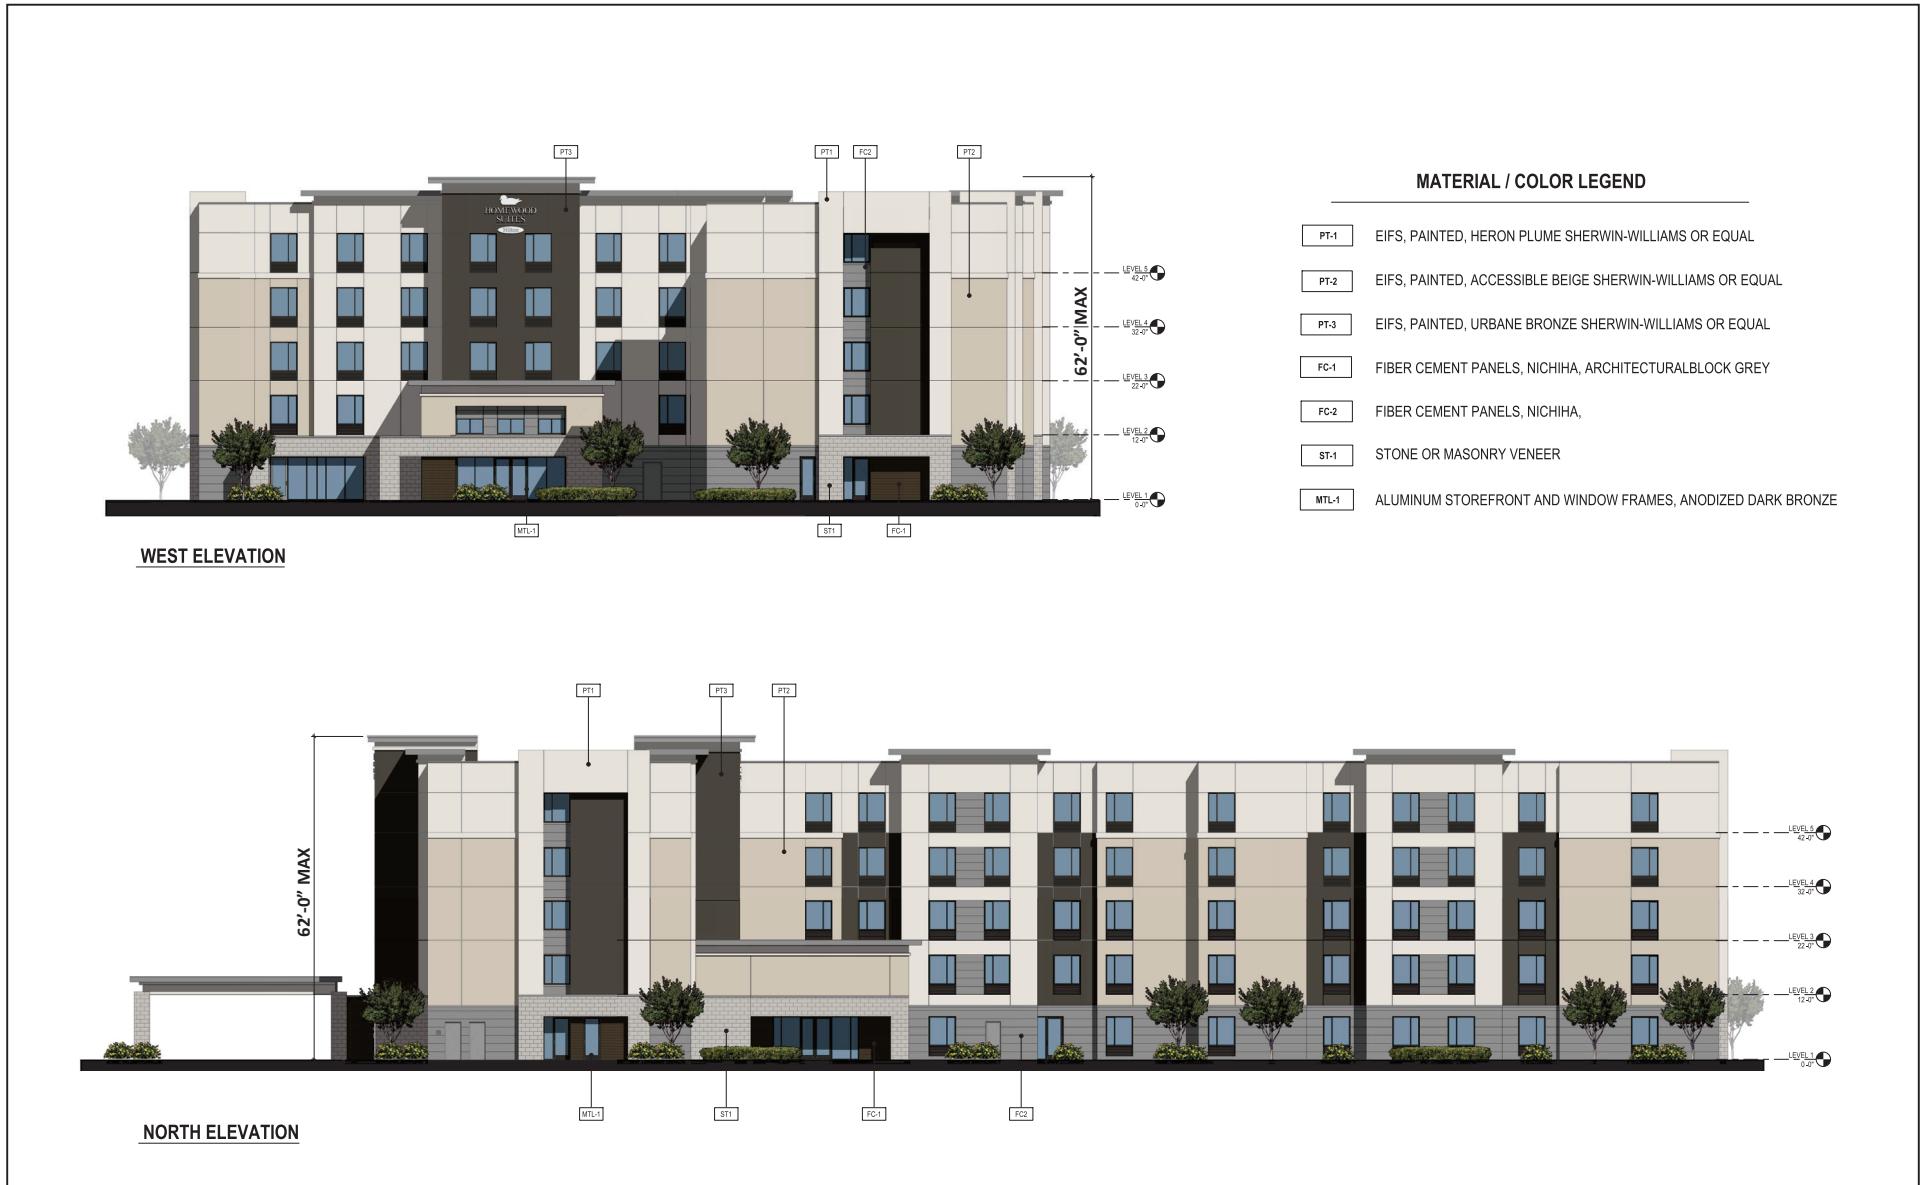 PT3
PT1
FC2
PT2
HOMEWOOD
SUITES
Hilton
LEVEL 5
42'-0"
LEVEL 4
32'-0"
LEVEL 3
22'-0"
LEVEL 2
12'-0"
LEVEL 1
0'-0"
62'-0" MAX
MTL-1
ST1
FC-1
WEST ELEVATION
MATERIAL / COLOR LEGEND
PT-1 EIFS, PAINTED, HERON PLUME SHERWIN-WILLIAMS OR EQUAL
PT-2 EIFS, PAINTED, ACCESSIBLE BEIGE SHERWIN-WILLIAMS OR EQUAL
PT-3 EIFS, PAINTED, URBANE BRONZE SHERWIN-WILLIAMS OR EQUAL
FC-1 FIBER CEMENT PANELS, NICHIHA, ARCHITECTURALBLOCK GREY
FC-2 FIBER CEMENT PANELS, NICHIHA,
ST-1 STONE OR MASONRY VENEER
MTL-1 ALUMINUM STOREFRONT AND WINDOW FRAMES, ANODIZED DARK BRONZE
PT1
PT3
PT2
62'-0" MAX
LEVEL 5
42'-0"
LEVEL 4
32'-0"
LEVEL 3
22'-0"
LEVEL 2
12'-0"
LEVEL 1
0'-0"
MTL-1
ST1
FC-1
FC2
NORTH ELEVATION